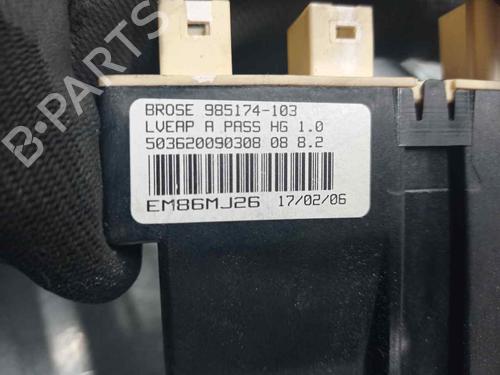 BROSE 985174-103
LVEAP A PASS HG 1.0
503620090308 08 8.2
EM86MJ26 17/02/06
B-PARTS